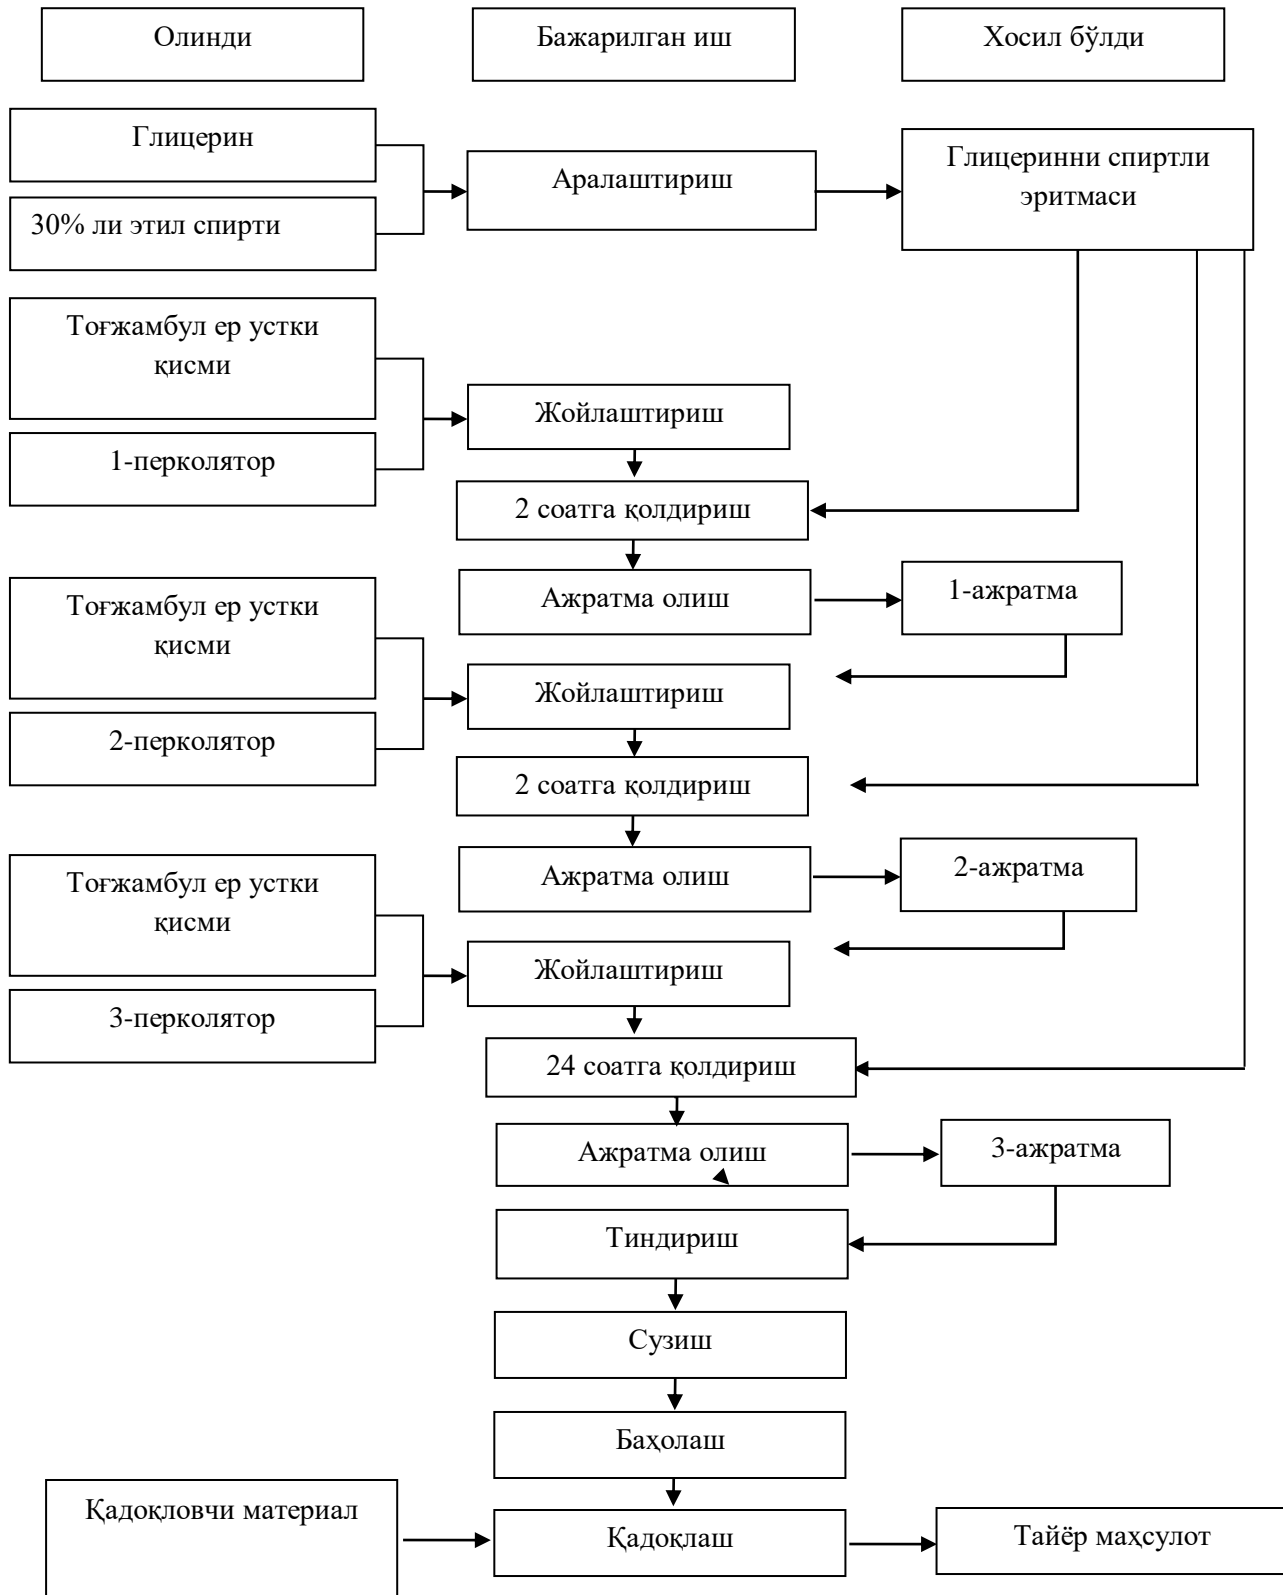 Олинди
Бажарилган иш
Хосил бўлди
Глицерин
30% ли этил спирти
Аралаштириш
Глицеринни спиртли
эритмаси
Тоғжамбул ер устки
қисми
1-перколятор
Жойлаштириш
2 соатга қолдириш
Ажратма олиш
1-ажратма
Тоғжамбул ер устки
қисми
2-перколятор
Жойлаштириш
2 соатга қолдириш
Ажратма олиш
2-ажратма
Тоғжамбул ер устки
қисми
3-перколятор
Жойлаштириш
24 соатга қолдириш
Ажратма олиш
3-ажратма
Тиндириш
Сузиш
Баҳолаш
Қадоқловчи материал
Қадоқлаш
Тайёр маҳсулот